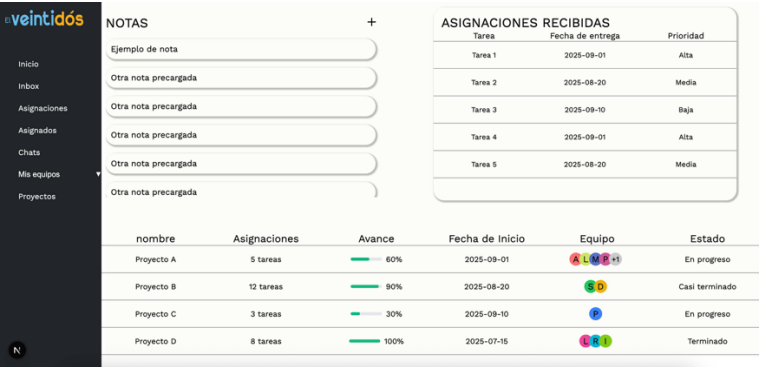 El veintidós
Inicio
Inbox
Asignaciones
Asignados
Chats
Mis equipos ▼
Proyectos
N
NOTAS +
Ejemplo de nota
Otra nota precargada
Otra nota precargada
Otra nota precargada
Otra nota precargada
Otra nota precargada
ASIGNACIONES RECIBIDAS
Tarea Fecha de entrega Prioridad
Tarea 1 2025-09-01 Alta
Tarea 2 2025-08-20 Media
Tarea 3 2025-09-10 Baja
Tarea 4 2025-09-01 Alta
Tarea 5 2025-08-20 Media
nombre Asignaciones Avance Fecha de Inicio Equipo Estado
Proyecto A 5 tareas 60% 2025-09-01 A L M P +1 En progreso
Proyecto B 12 tareas 90% 2025-08-20 S D Casi terminado
Proyecto C 3 tareas 30% 2025-09-10 P En progreso
Proyecto D 8 tareas 100% 2025-07-15 L R I Terminado